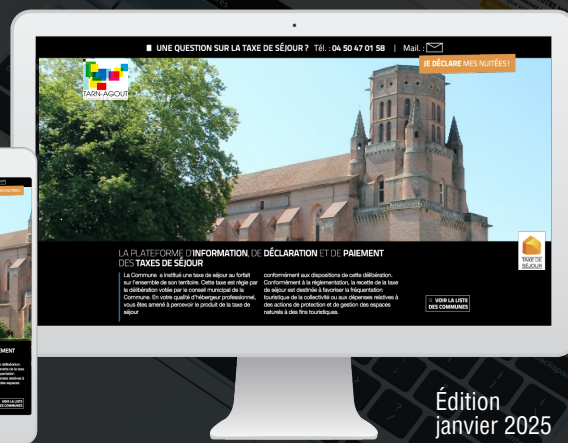 UNE QUESTION SUR LA TAXE DE SÉJOUR ? Tél. : 04 50 47 01 58 | Mail. :
JE DÉCLARE MES NUITÉES !
TARN-AGOUT
LA PLATEFORME D'INFORMATION, DE DÉCLARATION ET DE PAIEMENT
DES TAXES DE SÉJOUR
La Commune a institué une taxe de séjour au forfait
sur l'ensemble de son territoire. Cette taxe est régie par
la délibération votée par le conseil municipal de la
Commune. En votre qualité d'hébergeur professionnel,
vous êtes amené à percevoir le produit de la taxe de
séjour
conformément aux dispositions de cette délibération.
Conformément à la réglementation, la recette de la taxe
de séjour est destinée à favoriser la fréquentation
touristique de la collectivité ou aux dépenses relatives à
des actions de protection et de gestion des espaces
naturels à des fins touristiques.
TAXE DE
SÉJOUR
VOIR LA LISTE
DES COMMUNES
EMENT
VOIR LA LISTE
DES COMMUNES
Édition
janvier 2025